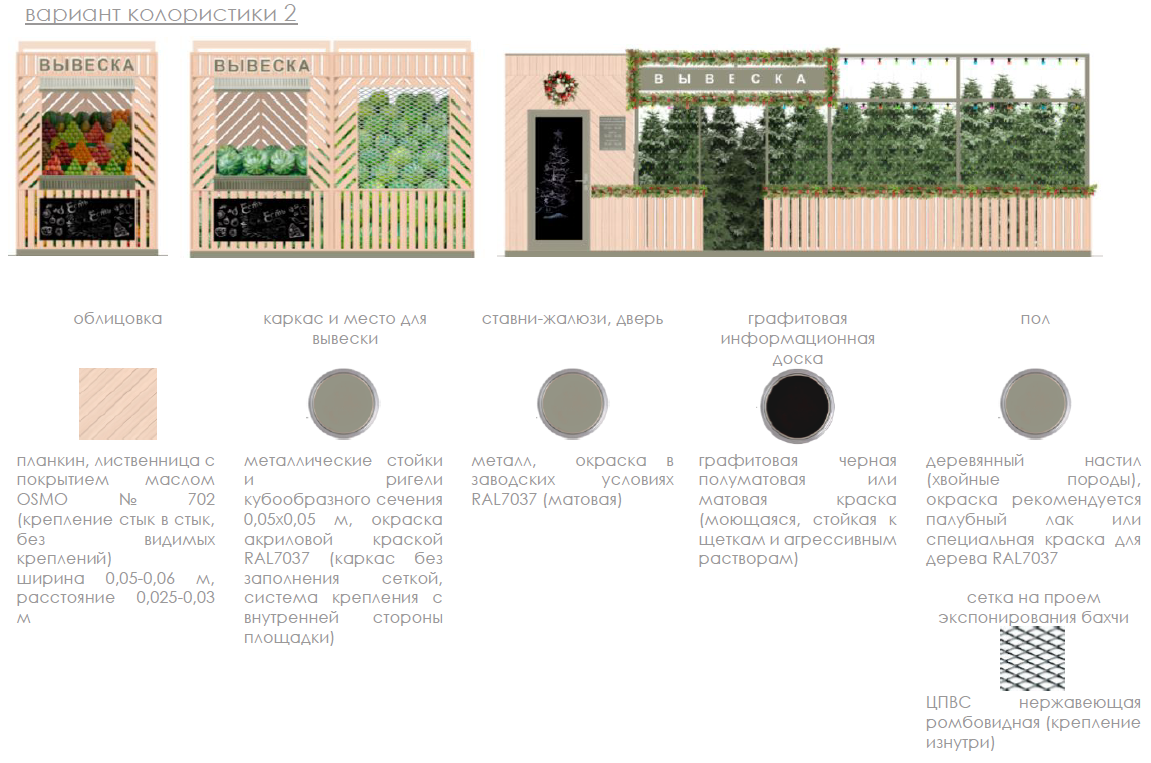 вариант колористики 2
ВЫВЕСКА
ВЫВЕСКА
ВЫВЕСКА
облицовка
планкин, лиственница с
покрытием маслом
OSMO № 702
(крепление стык в стык,
без видимых
креплений)
ширина 0,05-0,06 м,
расстояние 0,025-0,03
м
каркас и место для
вывески
металлические стойки
и ригели
кубообразного сечения
0,05х0,05 м, окраска
акриловой краской
RAL7037 (каркас без
заполнения сеткой,
система крепления с
внутренней стороны
площадки)
ставни-жалюзи, дверь
металл, окраска в
заводских условиях
RAL7037 (матовая)
графитовая
информационная
доска
графитовая черная
полуматовая или
матовая краска
(моющаяся, стойкая к
щеткам и агрессивным
растворам)
пол
деревянный настил
(хвойные породы),
окраска рекомендуется
палубный лак или
специальная краска для
дерева RAL7037
сетка на проем
экспонирования бахчи
ЦПВС нержавеющая
ромбовидная (крепление
изнутри)